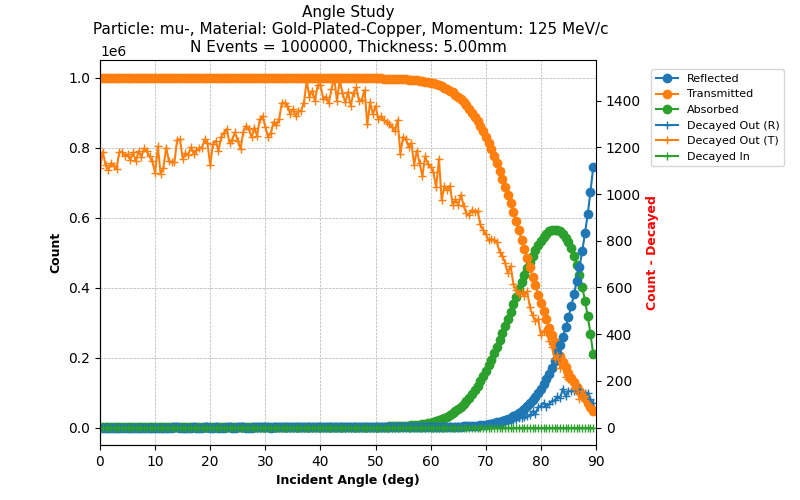 Angle Study
Particle: mu-, Material: Gold-Plated-Copper, Momentum: 125 MeV/c
N Events = 1000000, Thickness: 5.00mm
1e6
1.0
0.8
0.6
0.4
0.2
0.0
Count
0 10 20 30 40 50 60 70 80 90
Incident Angle (deg)
1400
1200
1000
800
600
400
200
0
Count - Decayed
Reflected
Transmitted
Absorbed
Decayed Out (R)
Decayed Out (T)
Decayed In